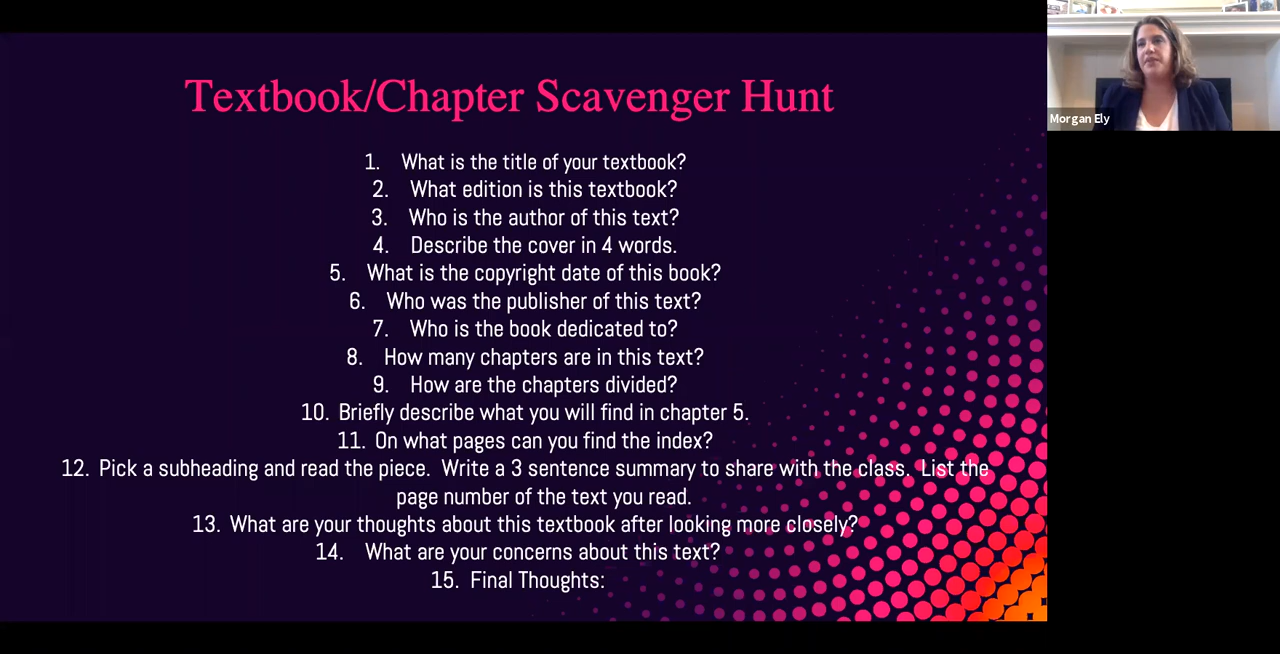 Textbook/Chapter Scavenger Hunt
1. What is the title of your textbook?
2. What edition is this textbook?
3. Who is the author of this text?
4. Describe the cover in 4 words.
5. What is the copyright date of this book?
6. Who was the publisher of this text?
7. Who is the book dedicated to?
8. How many chapters are in this text?
9. How are the chapters divided?
10. Briefly describe what you will find in chapter 5.
11. On what pages can you find the index?
12. Pick a subheading and read the piece. Write a 3 sentence summary to share with the class. List the
page number of the text you read.
13. What are your thoughts about this textbook after looking more closely?
14. What are your concerns about this text?
15. Final Thoughts:
Morgan Ely